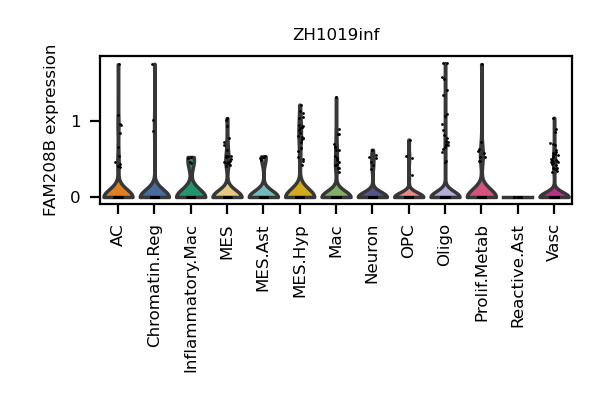 ZH1019inf
FAM208B expression
1
0
AC
Chromatin.Reg
Inflammatory.Mac
MES
MES.Ast
MES.Hyp
Mac
Neuron
OPC
Oligo
Prolif.Metab
Reactive.Ast
Vasc